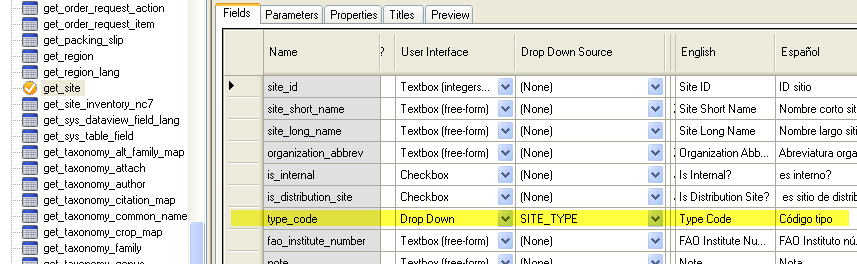 get_order_request_action
get_order_request_item
get_packing_slip
get_region
get_region_lang
get_site
get_site_inventory_nc7
get_sys_dataview_field_lang
get_sys_table_field
get_taxonomy_alt_family_map
get_taxonomy_attach
get_taxonomy_author
get_taxonomy_citation_map
get_taxonomy_common_name
get_taxonomy_crop_map
get_taxonomy_family
Fields Parameters Properties Titles Preview
Name ? User Interface Drop Down Source English Español
site_id Textbox (integers... (None) Site ID ID sitio
site_short_name Textbox (free-form) (None) Site Short Name Nombre corto sit
site_long_name Textbox (free-form) (None) Site Long Name Nombre largo siti
organization_abbrev Textbox (free-form) (None) Organization Abb... Abreviatura orga
is_internal Checkbox (None) Is Internal? es interno?
is_distribution_site Checkbox (None) Is Distribution Site? es sitio de distrib
type_code Drop Down SITE_TYPE Type Code Código tipo
fao_institute_number Textbox (free-form) (None) FAO Institute Nu... FAO Instituto nú.
note Textbox (free-form) (None) Note Nota